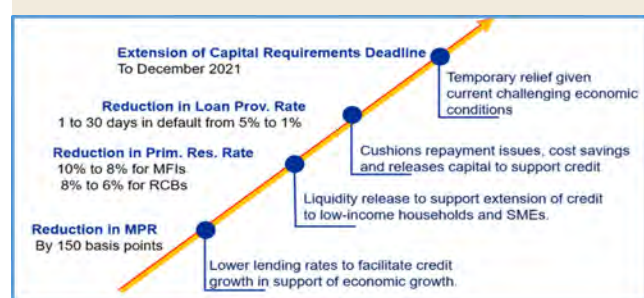 Extension of Capital Requirements Deadline
To December 2021
Temporary relief given
current challenging economic
conditions
Reduction in Loan Prov. Rate
1 to 30 days in default from 5% to 1%
Cushions repayment issues, cost savings
and releases capital to support credit
Reduction in Prim. Res. Rate
10% to 8% for MFIs
8% to 6% for RCBs
Liquidity release to support extension of credit
to low-income households and SMEs.
Reduction in MPR
By 150 basis points
Lower lending rates to facilitate credit
growth in support of economic growth.